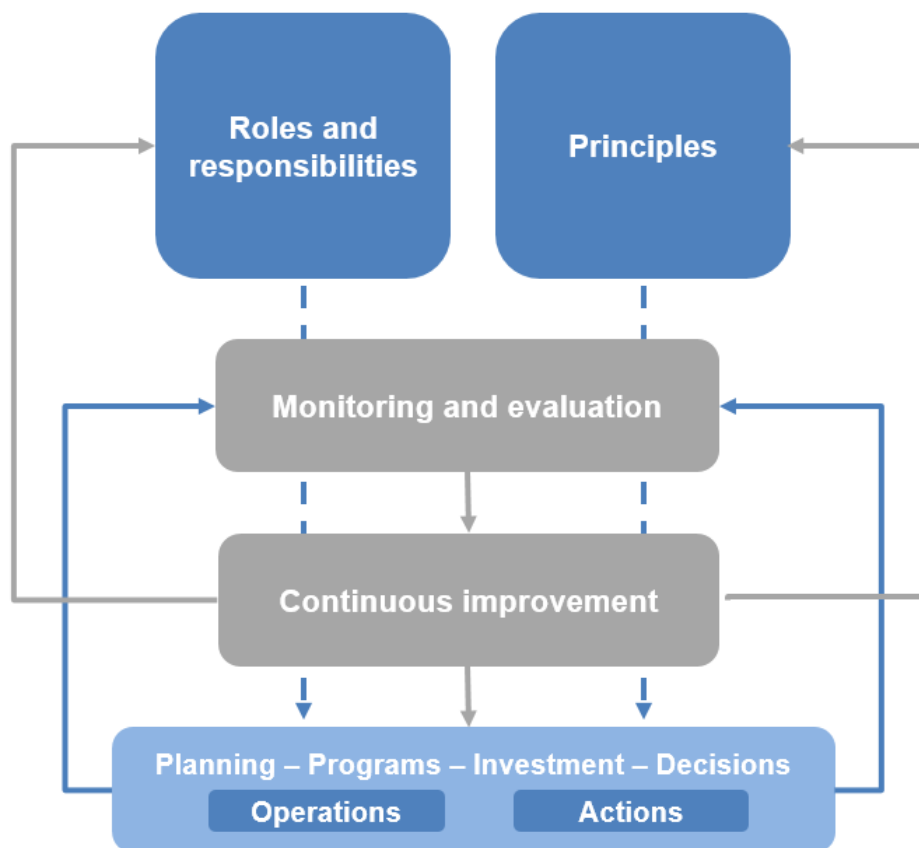 Roles and
responsibilities
Principles
Monitoring and evaluation
Continuous improvement
Planning – Programs – Investment – Decisions
Operations
Actions